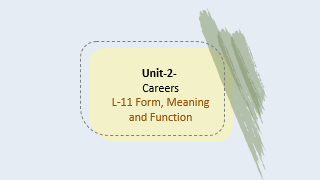 Unit-2-
Careers
L-11 Form, Meaning
and Function